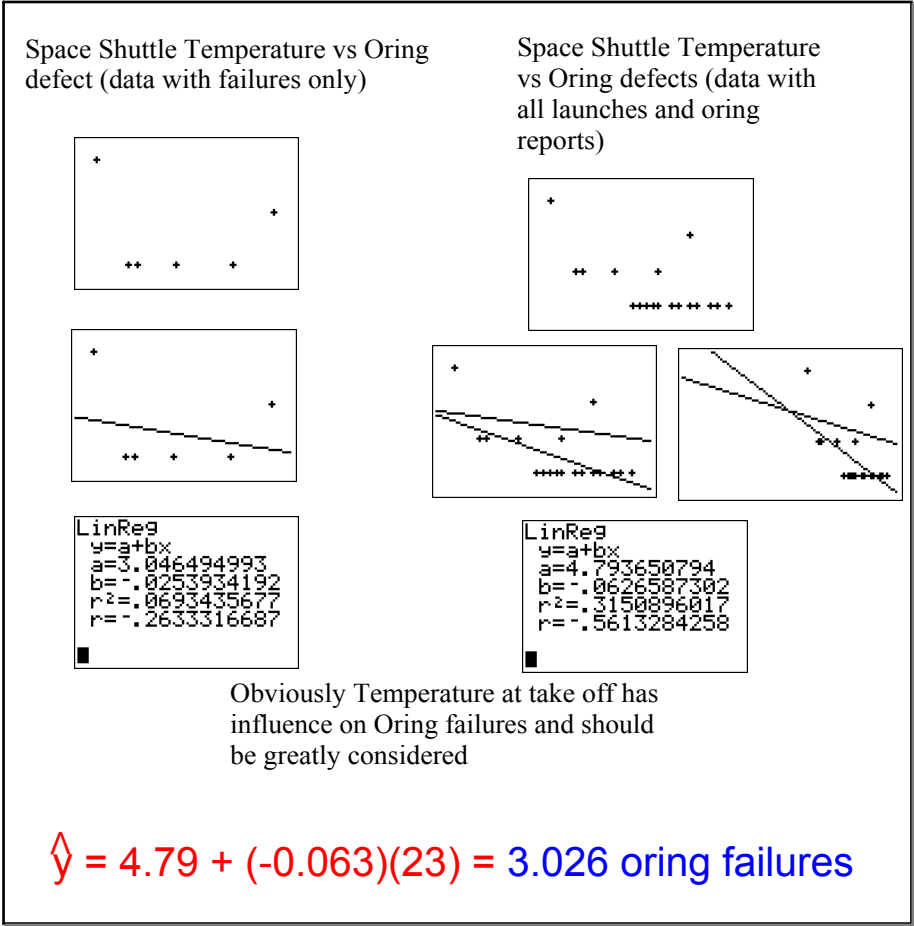 Space Shuttle Temperature vs Oring
defect (data with failures only)
Space Shuttle Temperature
vs Oring defects (data with
all launches and oring
reports)
LinReg
y=a+bx
a=3.046494993
b=-.0253934192
r²=.0693435677
r=-.2633316687
LinReg
y=a+bx
a=4.793650794
b=-.0626587302
r²=.3150896017
r=-.5613284258
Obviously Temperature at take off has
influence on Oring failures and should
be greatly considered
ŷ = 4.79 + (-0.063)(23) = 3.026 oring failures